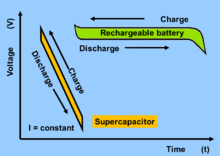 (V)
Voltage
Charge
Rechargeable battery
Discharge
Charge
Discharge
Supercapacitor
I = constant
Time (t)